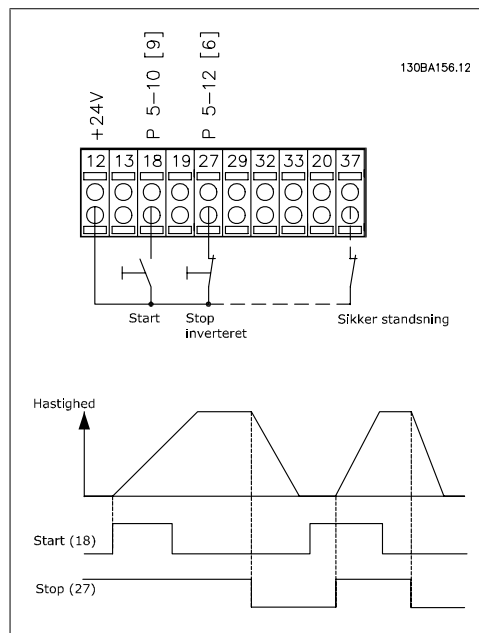 130BA156.12
+24V
P 5-10 [9]
P 5-12 [6]
12 13 18 19 27 29 32 33 20 37
Start
Stop
inverteret
Sikker standsning
Hastighed
Start (18)
Stop (27)